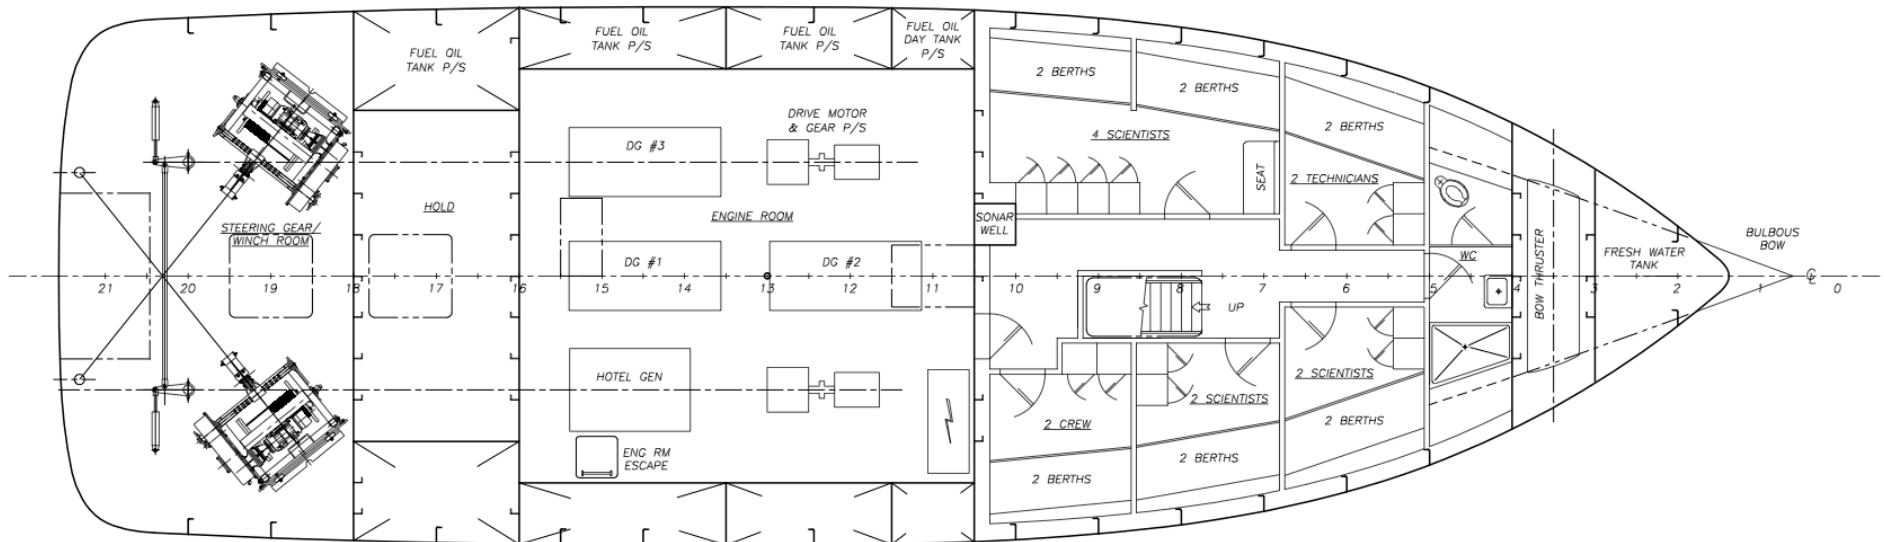 FUEL OIL
TANK P/S
FUEL OIL
TANK P/S
FUEL OIL
TANK P/S
FUEL OIL
DAY TANK
P/S
2 BERTHS
2 BERTHS
2 BERTHS
DRIVE MOTOR
& GEAR P/S
DG #3
4 SCIENTISTS
SEAT
2 TECHNICIANS
HOLD
ENGINE ROOM
SONAR
WELL
STEERING GEAR/
WINCH ROOM
DG #1
DG #2
WC
BOW THRUSTER
FRESH WATER
TANK
BULBOUS
BOW
℄
21
20
19
18
17
16
15
14
13
12
11
10
9
8
7
6
5
4
3
2
1
0
UP
HOTEL GEN
ENG RM
ESCAPE
2 CREW
2 SCIENTISTS
2 SCIENTISTS
2 BERTHS
2 BERTHS
2 BERTHS